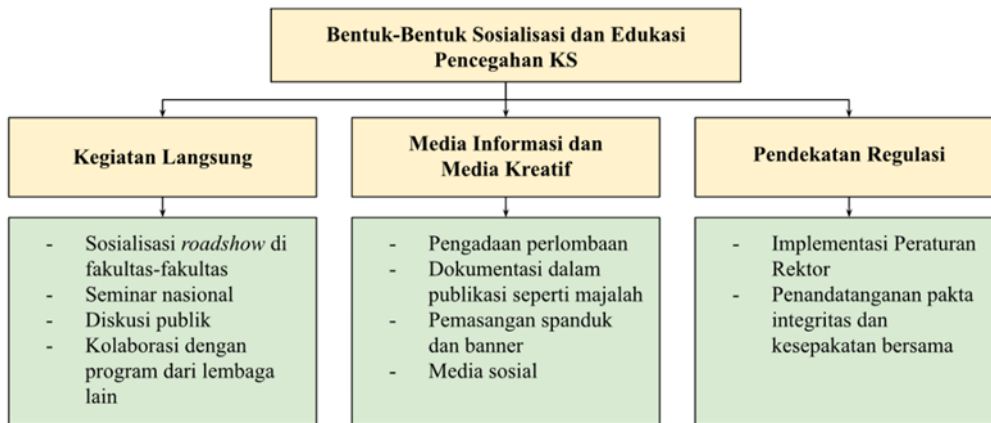 Bentuk-Bentuk Sosialisasi dan Edukasi
Pencegahan KS
Kegiatan Langsung
Media Informasi dan
Media Kreatif
Pendekatan Regulasi
- Sosialisasi roadshow di
fakultas-fakultas
- Seminar nasional
- Diskusi publik
- Kolaborasi dengan
program dari lembaga
lain
- Pengadaan perlombaan
- Dokumentasi dalam
publikasi seperti majalah
- Pemasangan spanduk
dan banner
- Media sosial
- Implementasi Peraturan
Rektor
- Penandatanganan pakta
integritas dan
kesepakatan bersama